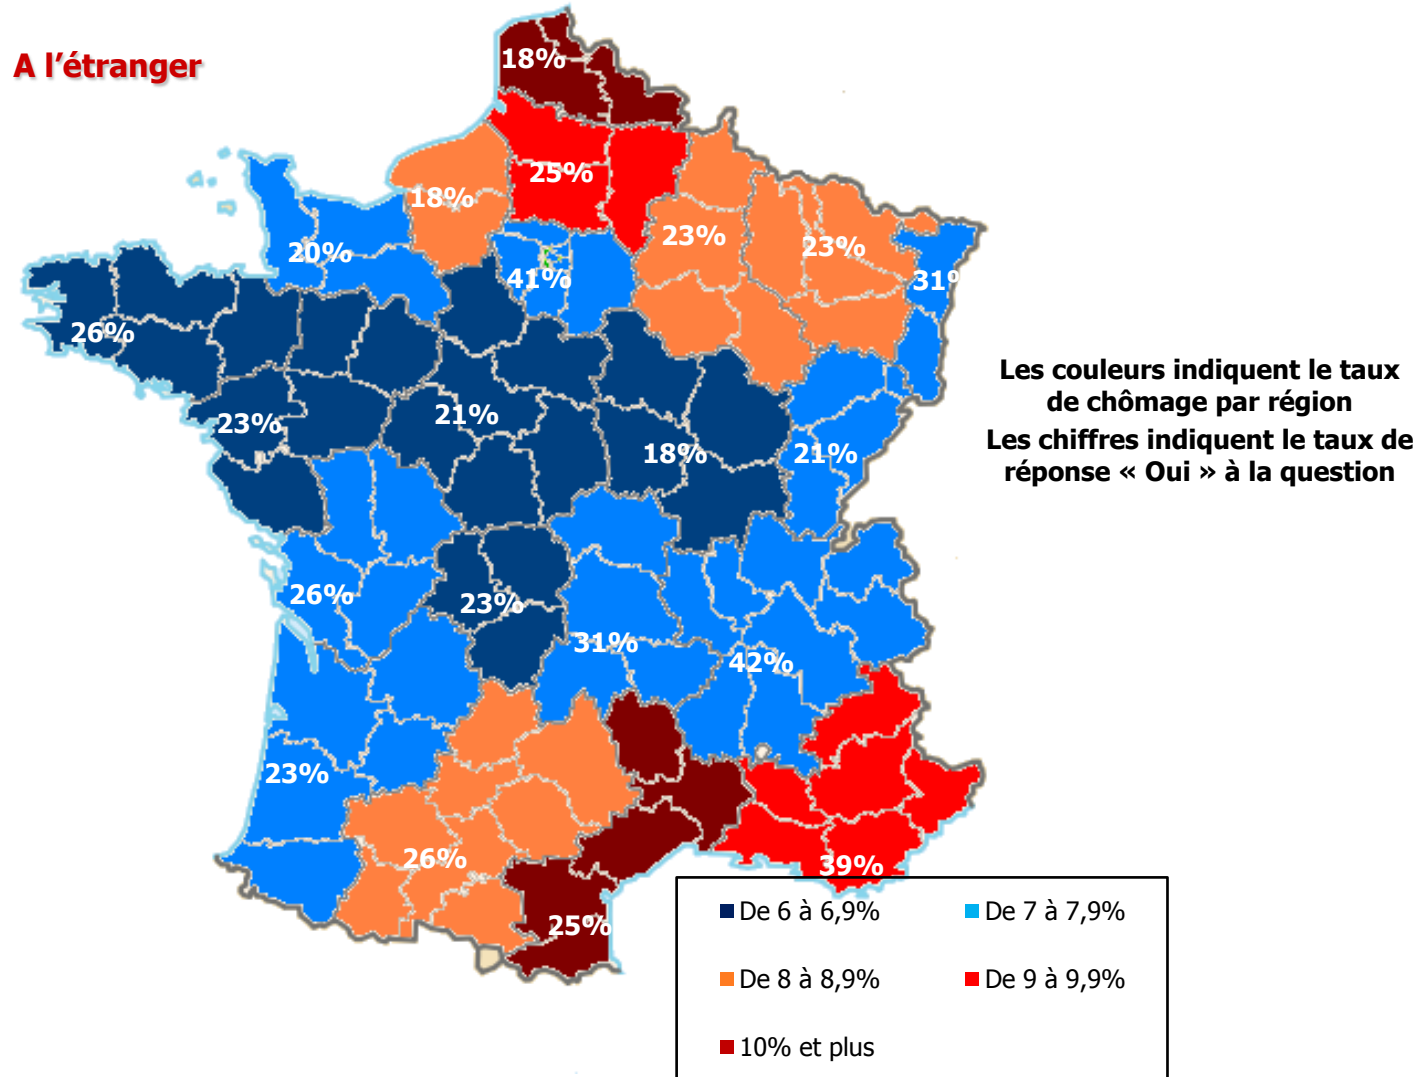 A l’étranger
18%
25%
18%
23%
23%
20%
41%
31%
26%
21%
23%
18%
21%
26%
23%
31%
42%
23%
26%
39%
25%
Les couleurs indiquent le taux
de chômage par région
Les chiffres indiquent le taux de
réponse « Oui » à la question
De 6 à 6,9%
De 7 à 7,9%
De 8 à 8,9%
De 9 à 9,9%
10% et plus